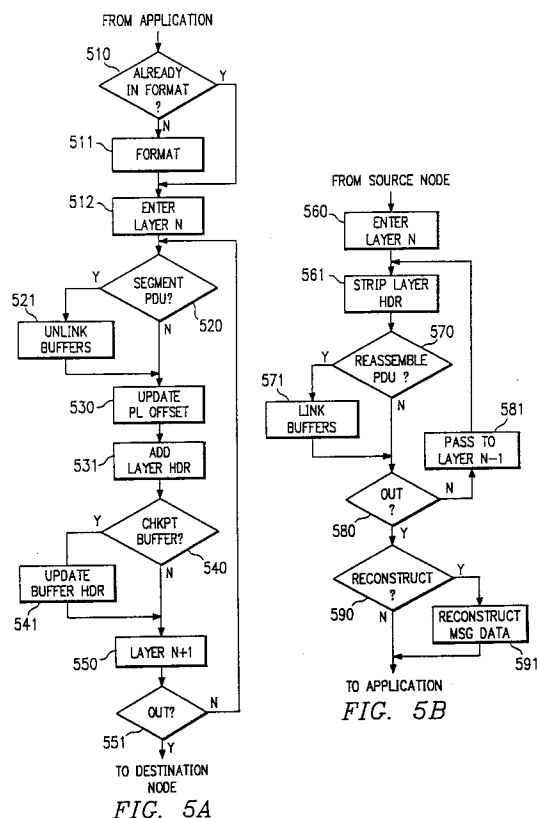 FROM APPLICATION
510
ALREADY
IN FORMAT
?
Y
N
511
FORMAT
512
ENTER
LAYER N
SEGMENT
PDU?
Y
N
520
521
UNLINK
BUFFERS
530
UPDATE
PL OFFSET
531
ADD
LAYER HDR
CHKPT
BUFFER?
Y
N
540
UPDATE
BUFFER HDR
541
550
LAYER N+1
OUT?
N
551
Y
TO DESTINATION
NODE
FIG. 5A
FROM SOURCE NODE
560
ENTER
LAYER N
561
STRIP LAYER
HDR
570
REASSEMBLE
PDU ?
Y
N
571
LINK
BUFFERS
581
PASS TO
LAYER N-1
OUT
?
N
580
Y
RECONSTRUCT
?
Y
590
N
RECONSTRUCT
MSG DATA
591
TO APPLICATION
FIG. 5B